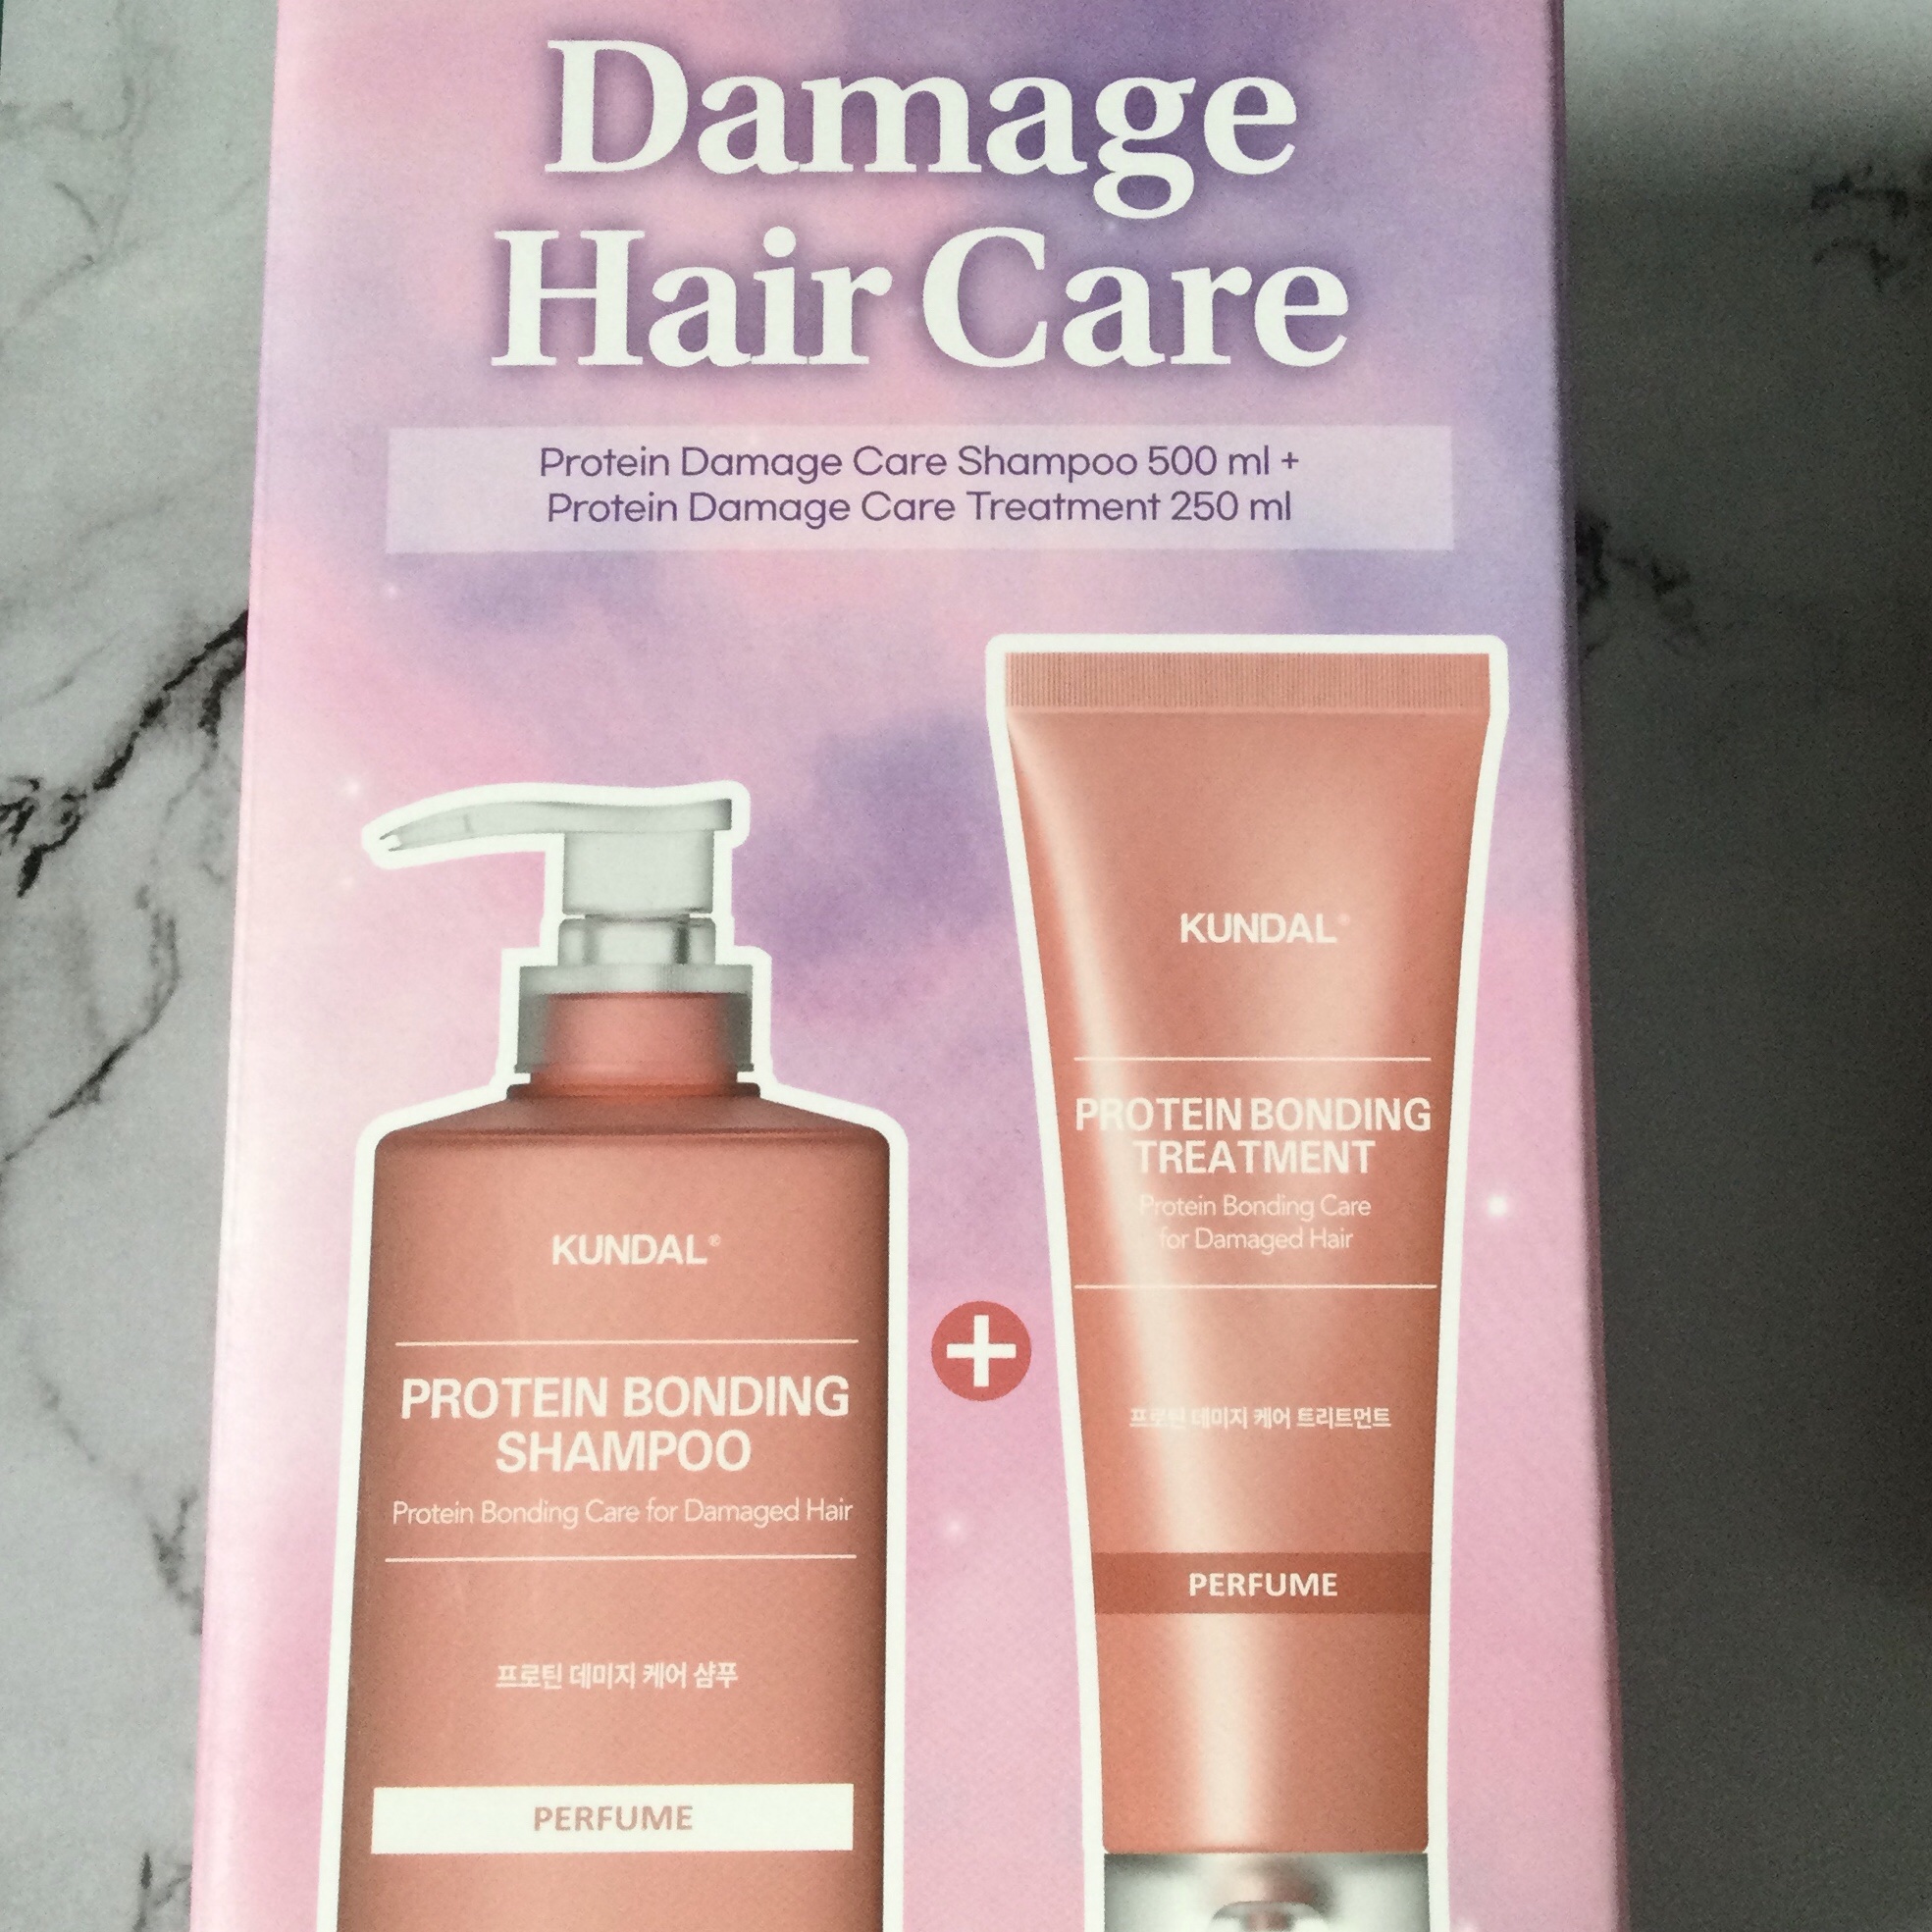 Damage
Hair Care
Protein Damage Care Shampoo 500 ml +
Protein Damage Care Treatment 250 ml
KUNDAL®
PROTEIN BONDING
SHAMPOO
Protein Bonding Care for Damaged Hair
프로틴 데미지 케어 샴푸
PERFUME
+
KUNDAL®
PROTEIN BONDING
TREATMENT
Protein Bonding Care
for Damaged Hair
프로틴 데미지 케어 트리트먼트
PERFUME